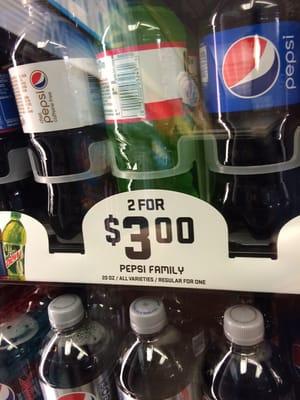 pepsi
pepsi
2 FOR
$3.00
PEPSI FAMILY
20 OZ / ALL VARIETIES / REGULAR FOR ONE